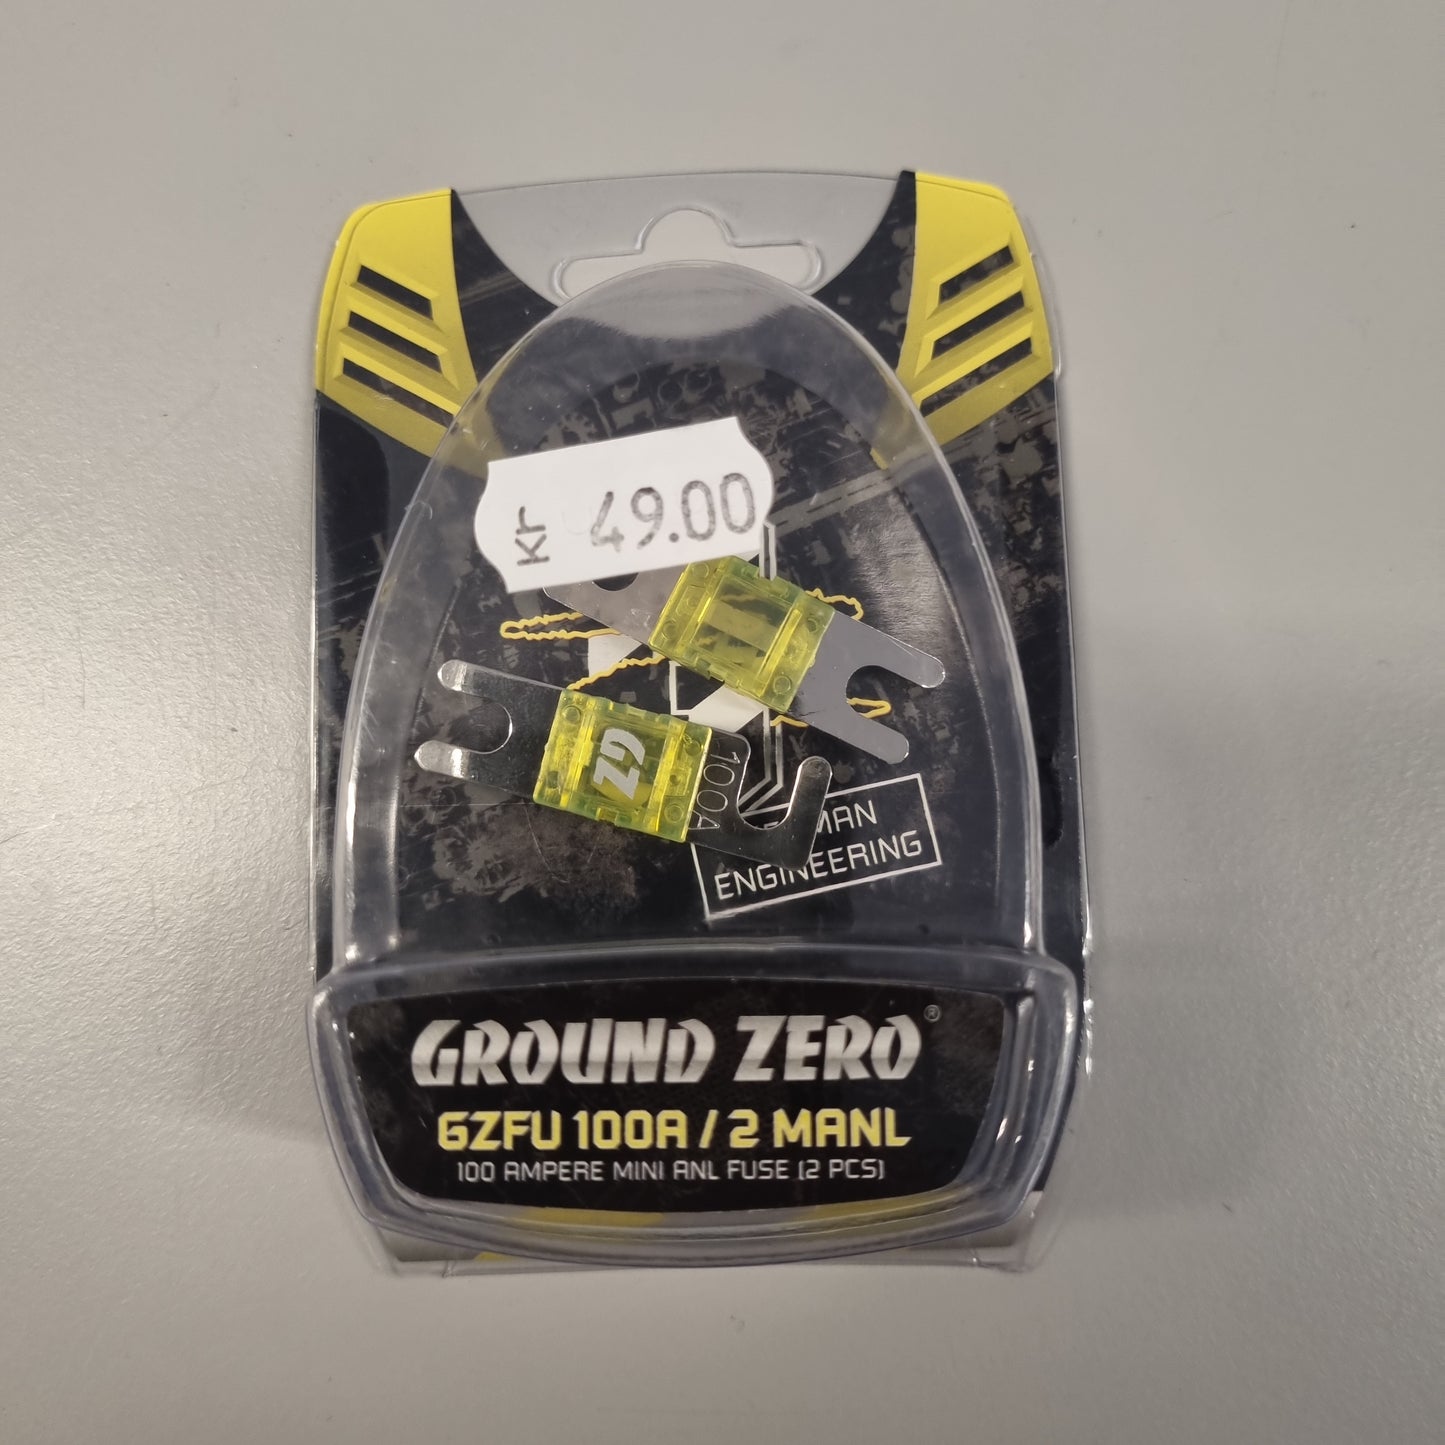 Kr 49.00
GZ
100A
ENGINEERING
GROUND ZERO®
GZFU 100A / 2 MANL
100 AMPERE MINI ANL FUSE (2 PCS)